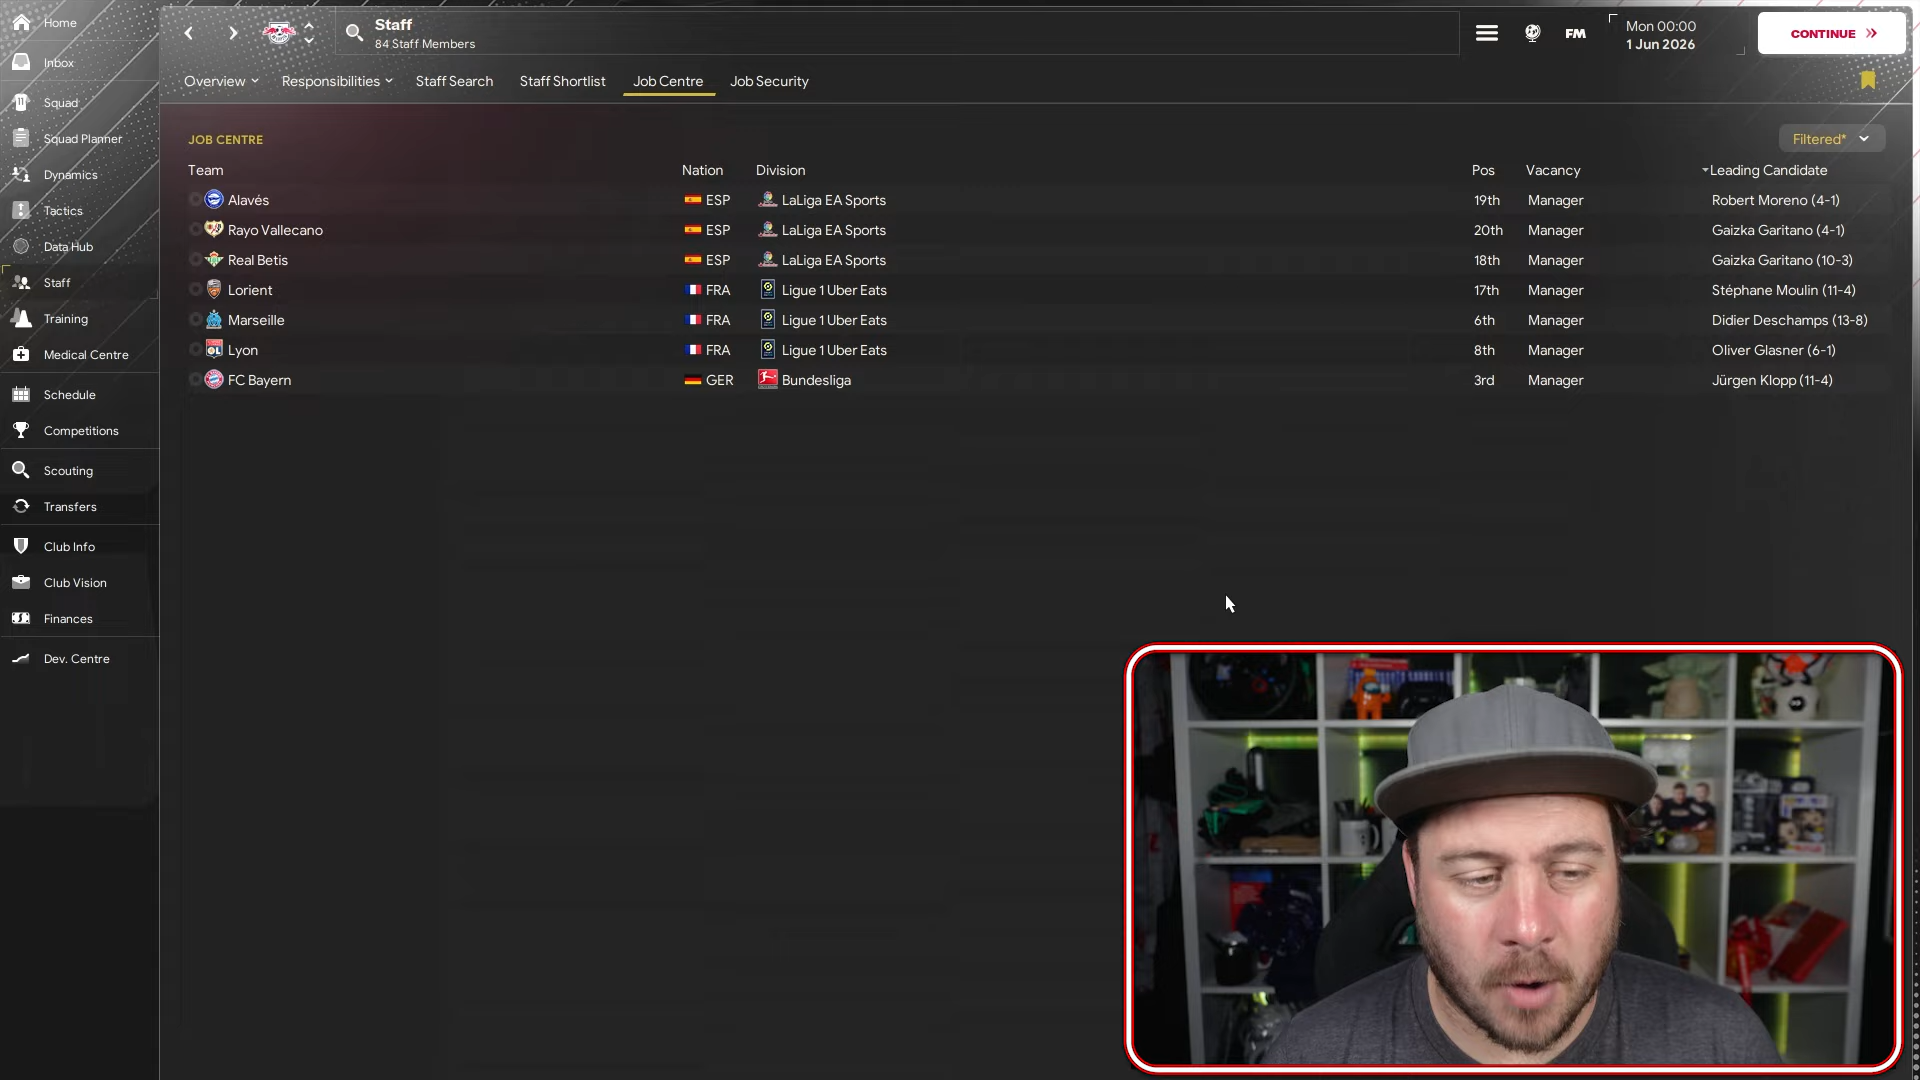 Home
Inbox
Squad
Squad Planner
Dynamics
Tactics
Data Hub
Staff
Training
Medical Centre
Schedule
Competitions
Scouting
Transfers
Club Info
Club Vision
Finances
Dev. Centre
Staff
84 Staff Members
FM
Mon 00:00
1 Jun 2026
CONTINUE
Overview Responsibilities Staff Search Staff Shortlist Job Centre Job Security
JOB CENTRE
Filtered*
Team Nation Division Pos Vacancy Leading Candidate
Alavés ESP LaLiga EA Sports 19th Manager Robert Moreno (4-1)
Rayo Vallecano ESP LaLiga EA Sports 20th Manager Gaizka Garitano (4-1)
Real Betis ESP LaLiga EA Sports 18th Manager Gaizka Garitano (10-3)
Lorient FRA Ligue 1 Uber Eats 17th Manager Stéphane Moulin (11-4)
Marseille FRA Ligue 1 Uber Eats 6th Manager Didier Deschamps (13-8)
Lyon FRA Ligue 1 Uber Eats 8th Manager Oliver Glasner (6-1)
FC Bayern GER Bundesliga 3rd Manager Jürgen Klopp (11-4)